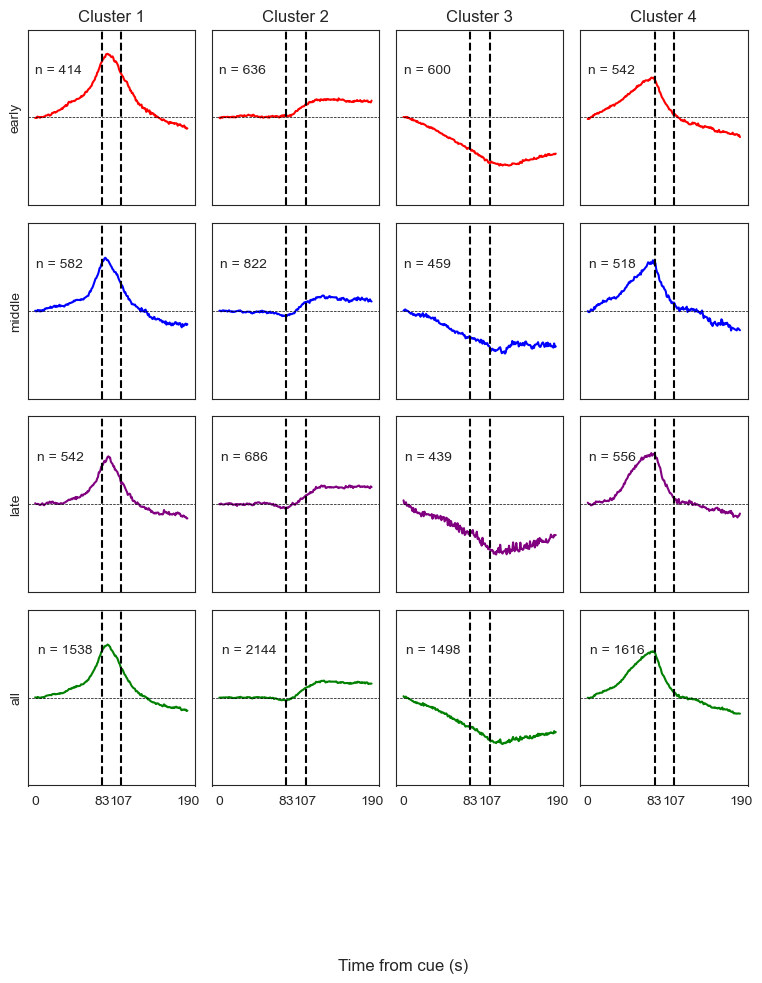 Cluster 1 Cluster 2 Cluster 3 Cluster 4
early
n = 414 n = 636 n = 600 n = 542
middle
n = 582 n = 822 n = 459 n = 518
late
n = 542 n = 686 n = 439 n = 556
all
n = 1538 n = 2144 n = 1498 n = 1616
0 83 107 190 0 83 107 190 0 83 107 190 0 83 107 190
Time from cue (s)